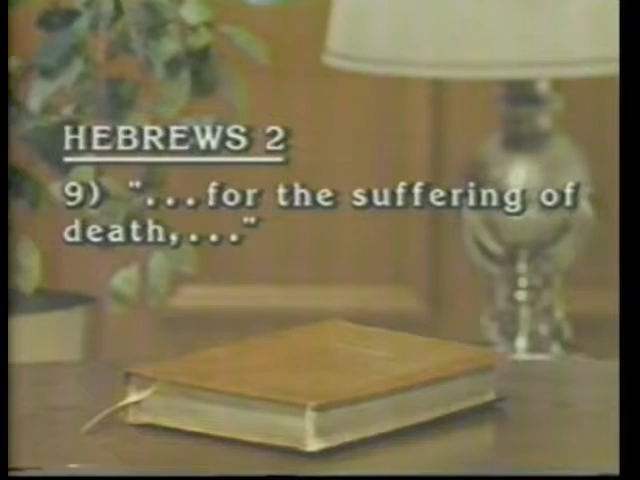 HEBREWS 2
9) "...for the suffering of
death,..."